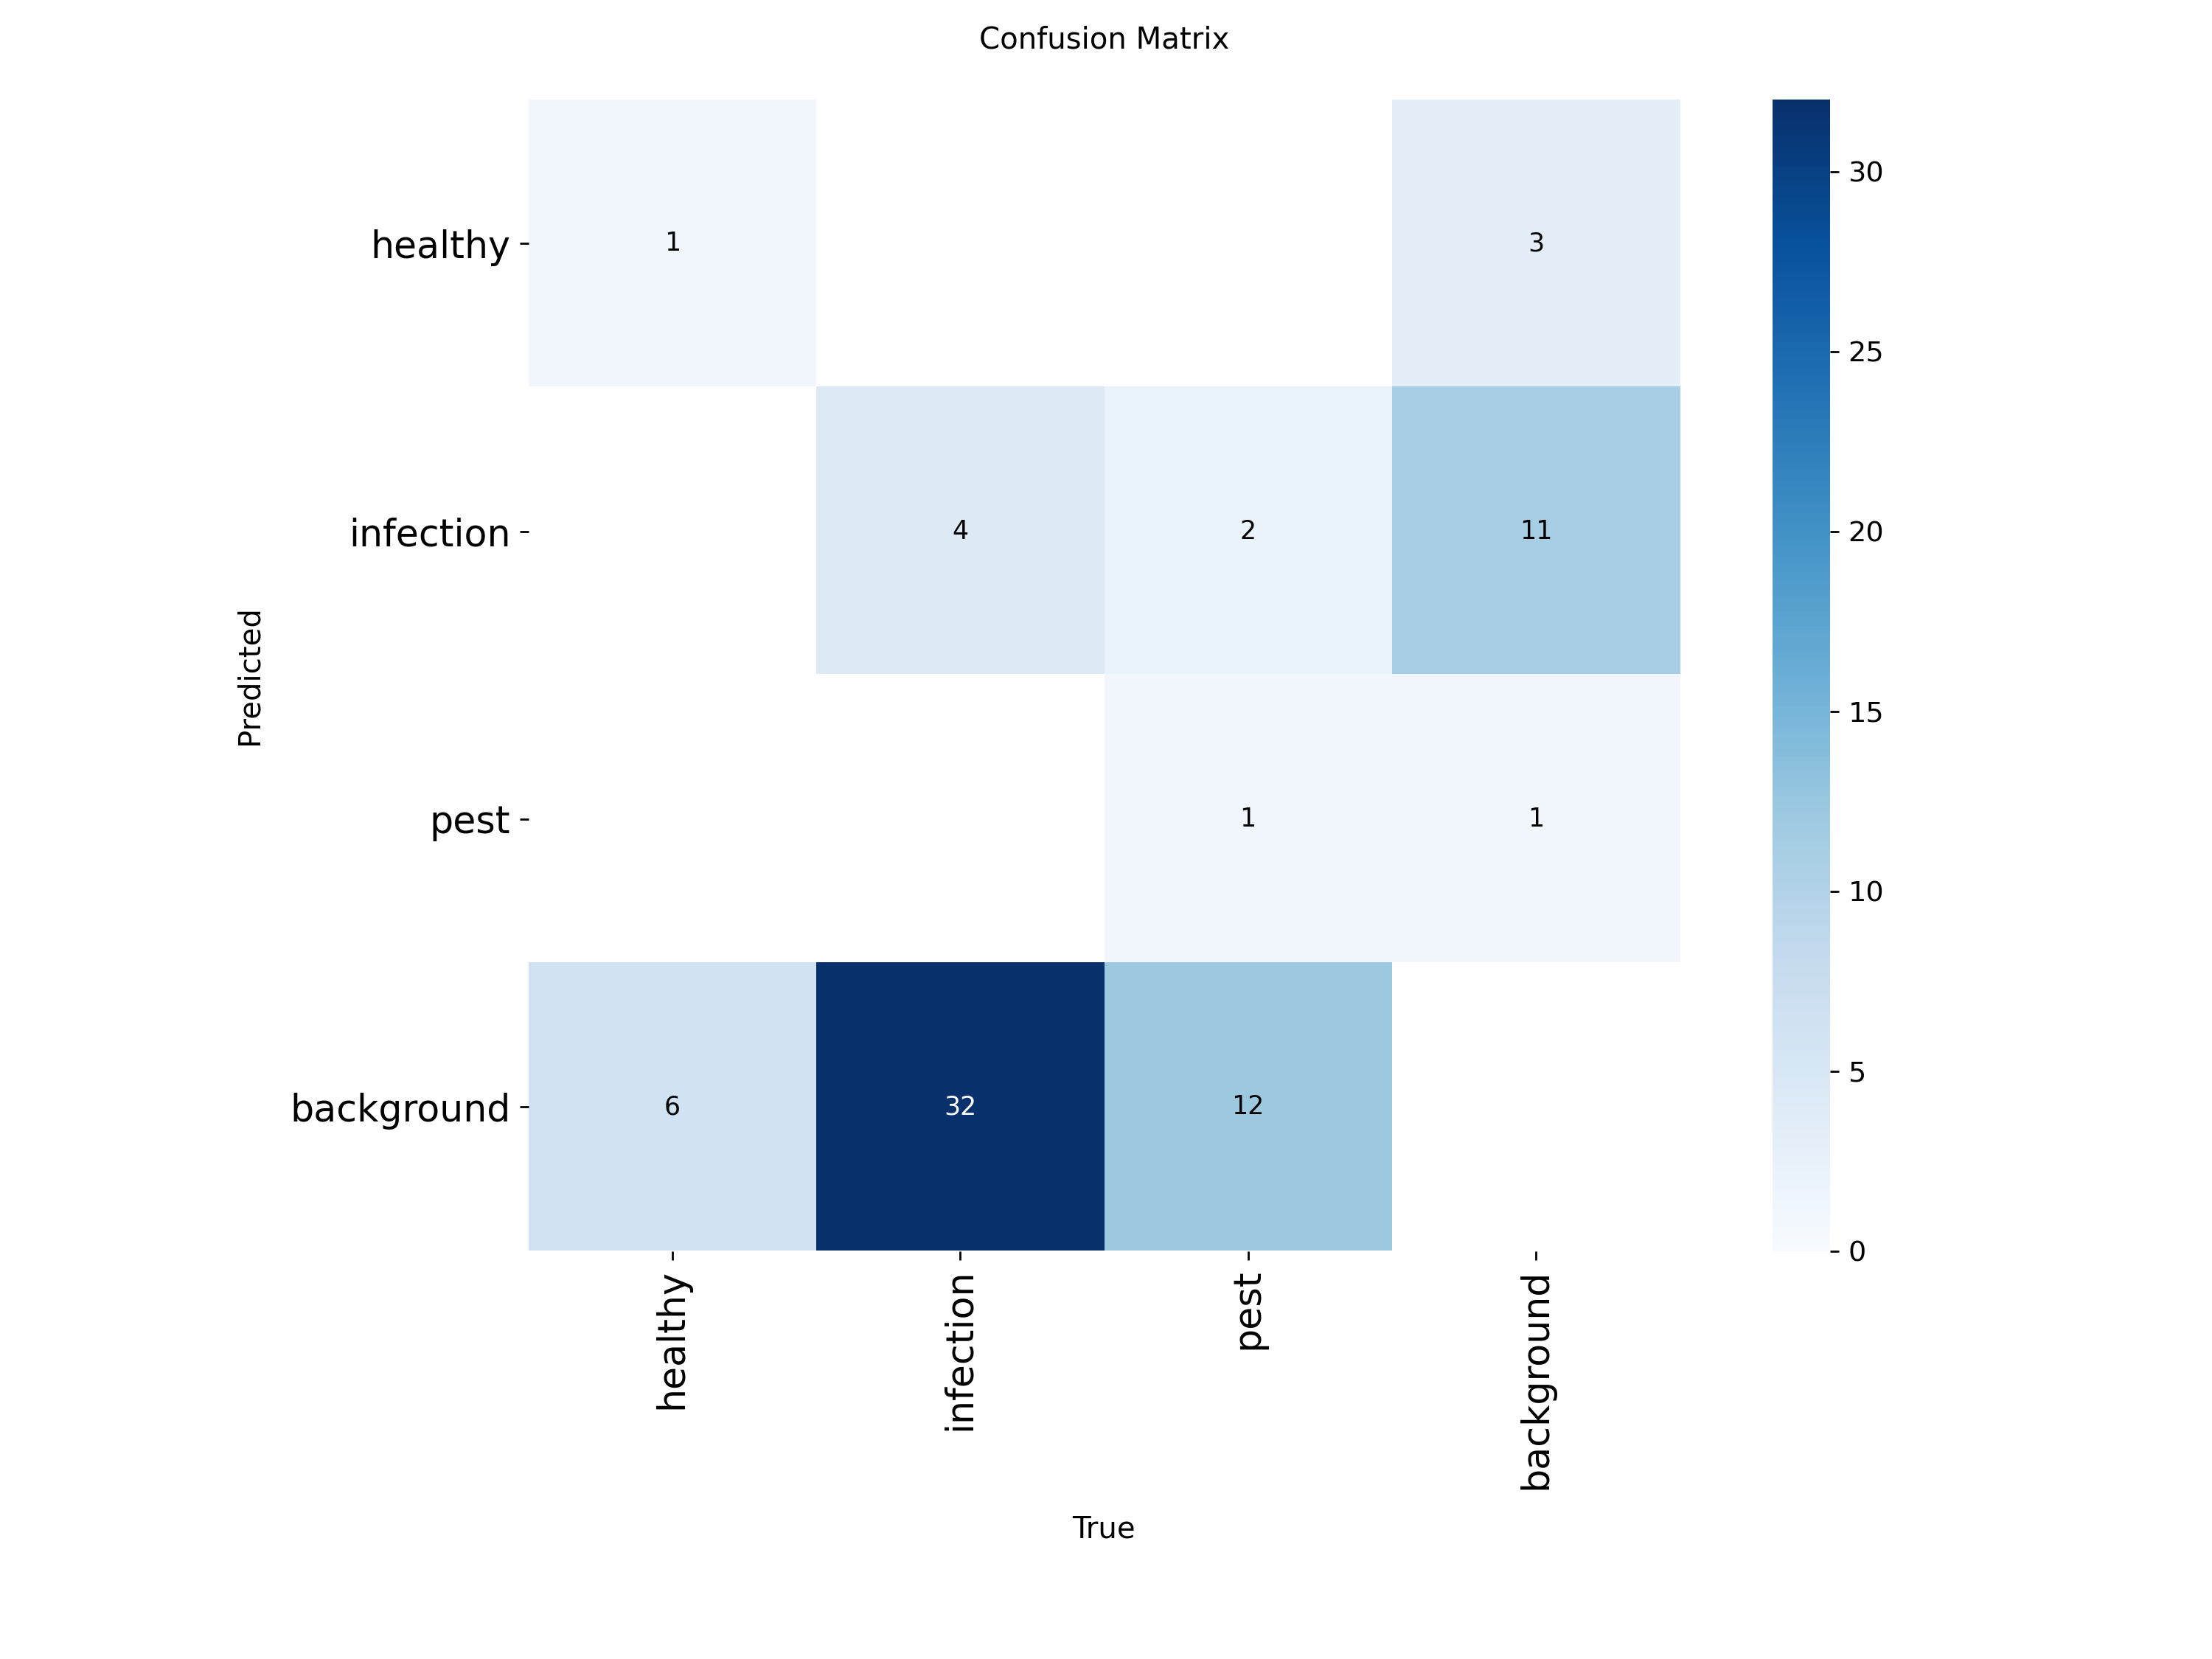 Confusion Matrix
healthy
1
3
30
25
infection
4
2
11
20
Predicted
15
pest
1
1
10
background
6
32
12
5
0
healthy
infection
pest
background
True